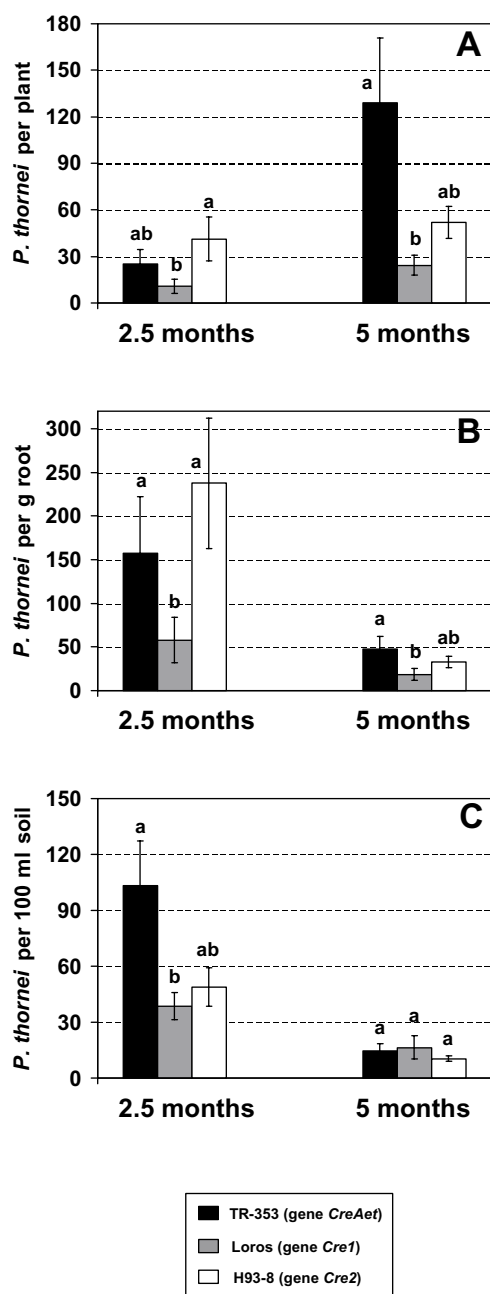 A
P. thornei per plant
180
150
120
90
60
30
0
ab
b
a
a
b
ab
2.5 months
5 months
B
P. thornei per g root
300
250
200
150
100
50
0
a
b
a
a
b
ab
2.5 months
5 months
C
P. thornei per 100 ml soil
150
120
90
60
30
0
a
b
ab
a
a
a
2.5 months
5 months
TR-353 (gene CreAet)
Loros (gene Cre1)
H93-8 (gene Cre2)